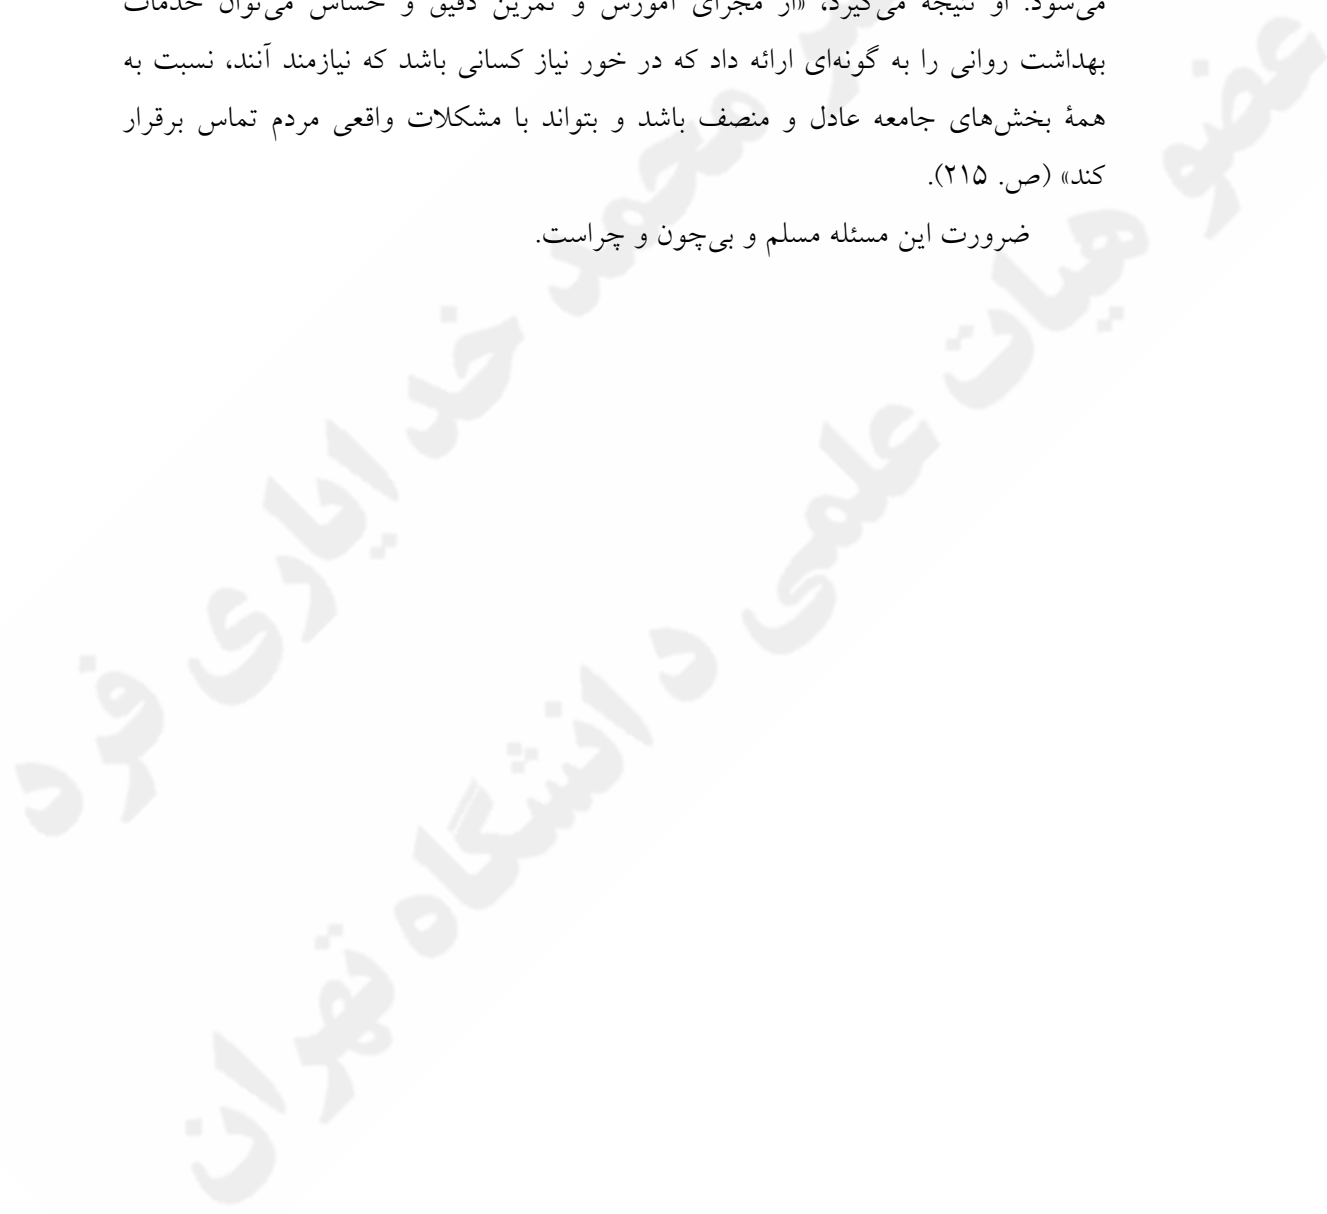 می‌شود. او نتیجه می‌گیرد، «از مجرای آموزش و تمرین دقیق و حساس می‌توان خدمات
بهداشت روانی را به گونه‌ای ارائه داد که در خور نیاز کسانی باشد که نیازمند آنند، نسبت به
همهٔ بخش‌های جامعه عادل و منصف باشد و بتواند با مشکلات واقعی مردم تماس برقرار
کند» (ص. ۲۱۵).
ضرورت این مسئله مسلم و بی‌چون و چراست.
محمد خدایاری فرد
عضو هیات علمی دانشگاه تهران